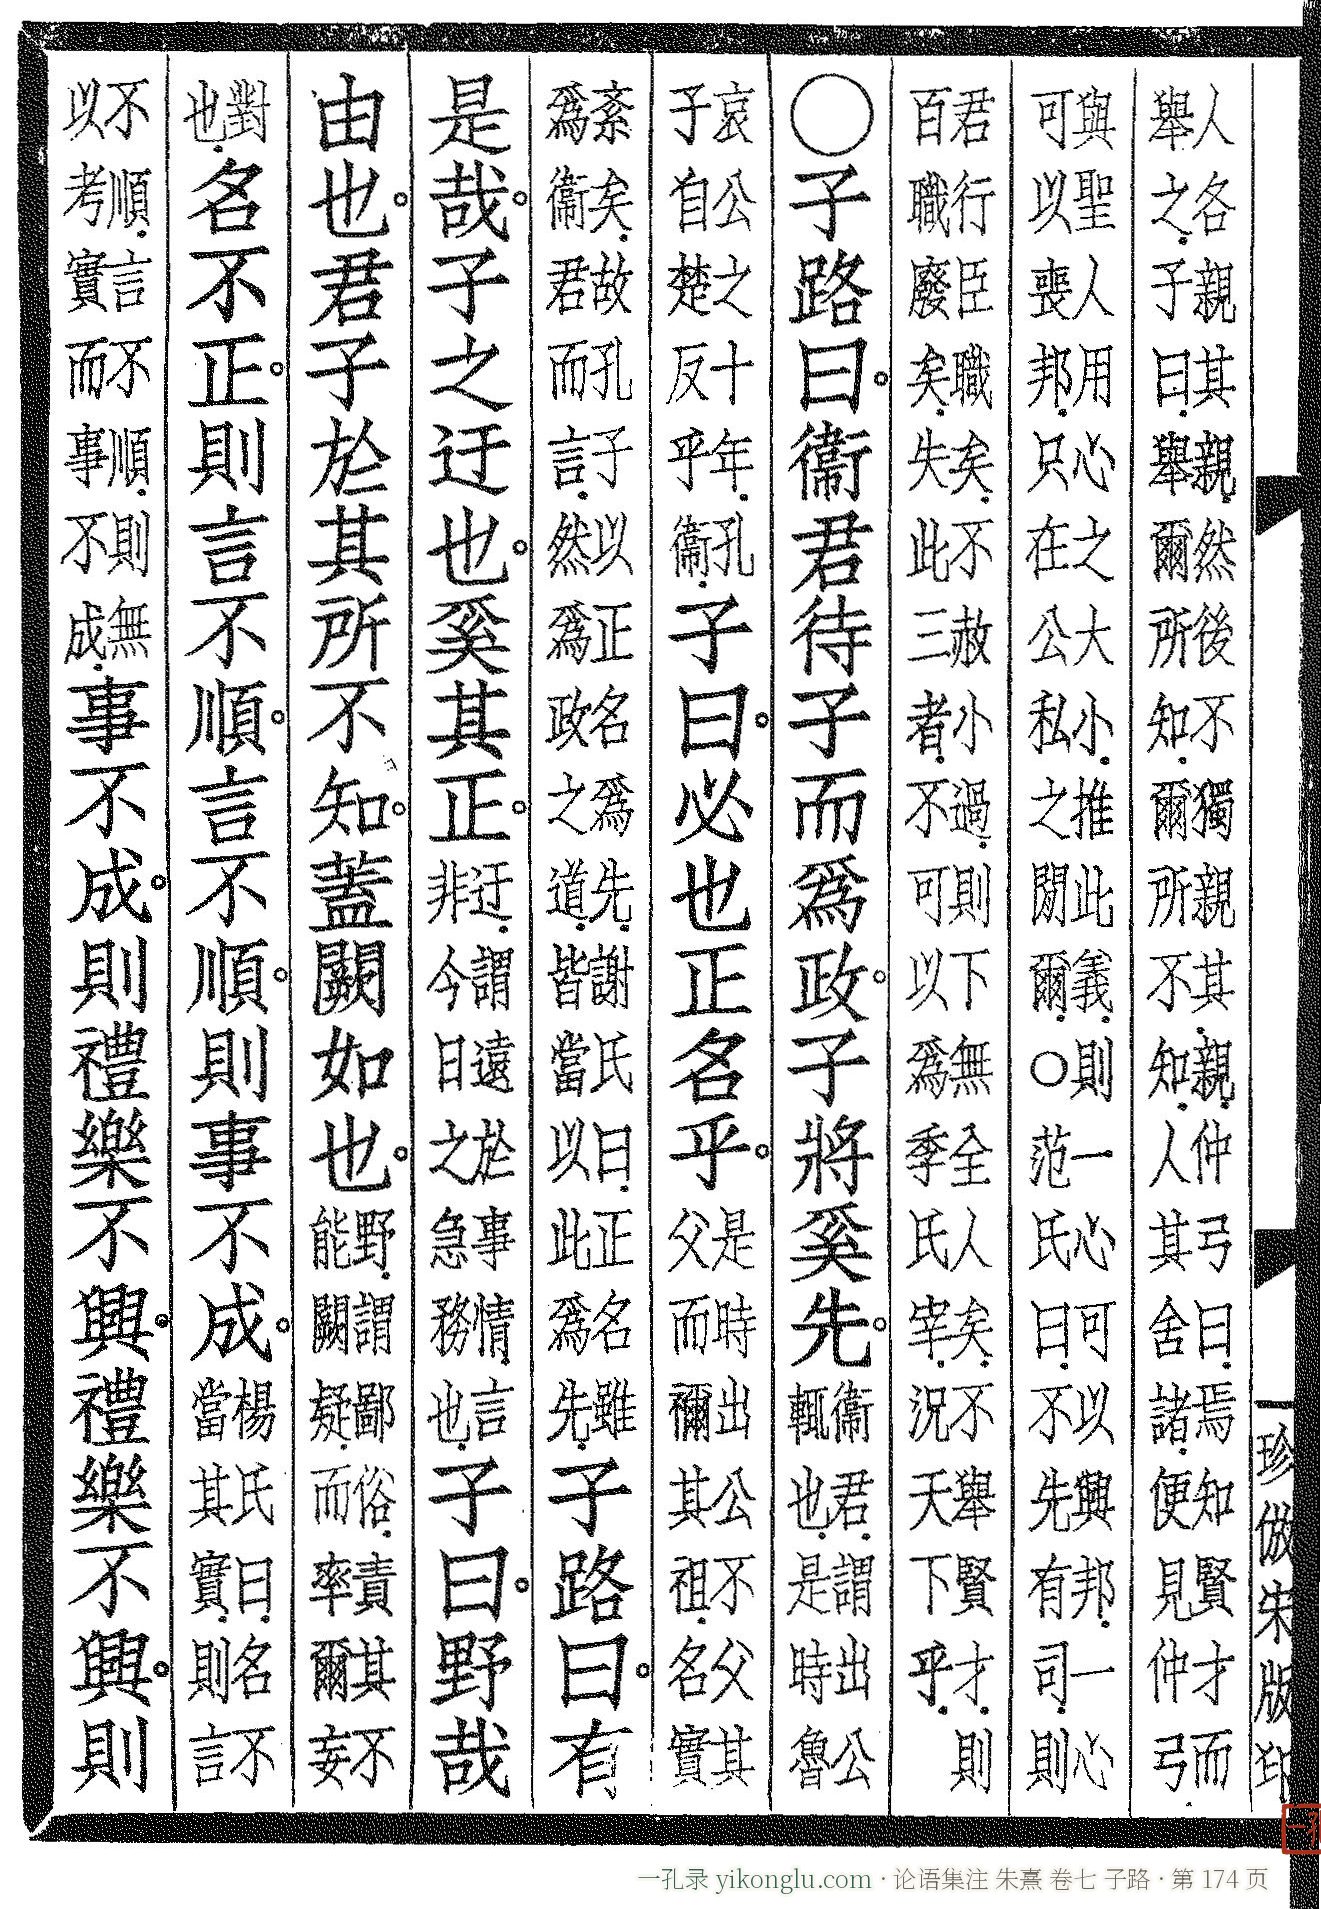 人各親其親。然後不獨親其親。仲弓曰。焉知賢才而
舉之。子曰。舉爾所知。爾所不知。人其舍諸。便見仲弓
與聖人用心之大小。推此義。則一心可以興邦。一心
可以喪邦。只在公私之閒爾。○范氏曰。不先有司。則
君行臣職矣。不赦小過。則下無全人矣。不舉賢才。則
百職廢矣。失此三者。不可以爲季氏宰。況天下乎。
○子路曰。衞君待子而爲政。子將奚先。衞君。謂出公
輒也。是時魯
哀公之十年。孔
子自楚反乎衞。子曰。必也正名乎。是時出公不父其
父而禰其祖。名實
紊矣。故孔子以正名爲先。謝氏曰。正名雖
爲衞君而言。然爲政之道。皆當以此爲先。子路曰。有
是哉。子之迂也。奚其正。迂。謂遠於事情。言
非今日之急務也。子曰。野哉
由也。君子於其所不知。蓋闕如也。野。謂鄙俗。責其不
能闕疑。而率爾妄
對
也。名不正。則言不順。言不順。則事不成。楊氏曰。名不
當其實。則言
不順。言不順。則無
以考實而事不成。事不成。則禮樂不興。禮樂不興。則
珍倣宋版印
一孔录 yikonglu.com · 论语集注 朱熹 卷七 子路 · 第 174 页